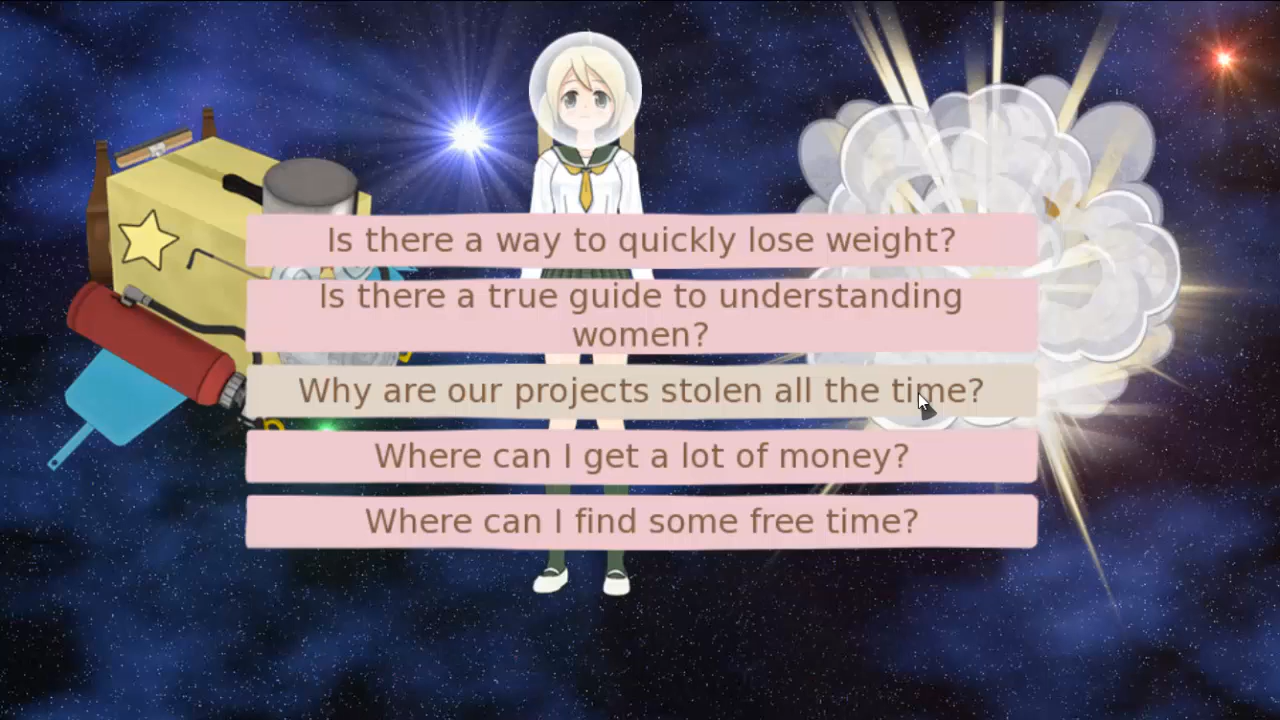 Is there a way to quickly lose weight?
Is there a true guide to understanding
women?
Why are our projects stolen all the time?
Where can I get a lot of money?
Where can I find some free time?